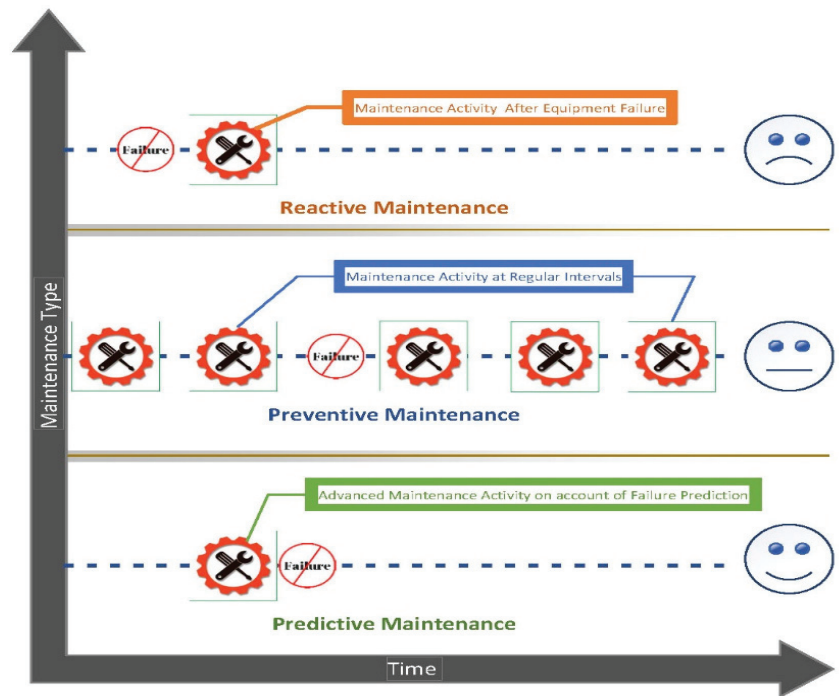 Maintenance Activity After Equipment Failure
Failure
Reactive Maintenance
Maintenance Type
Maintenance Activity at Regular Intervals
Failure
Preventive Maintenance
Advanced Maintenance Activity on account of Failure Prediction
Failure
Predictive Maintenance
Time